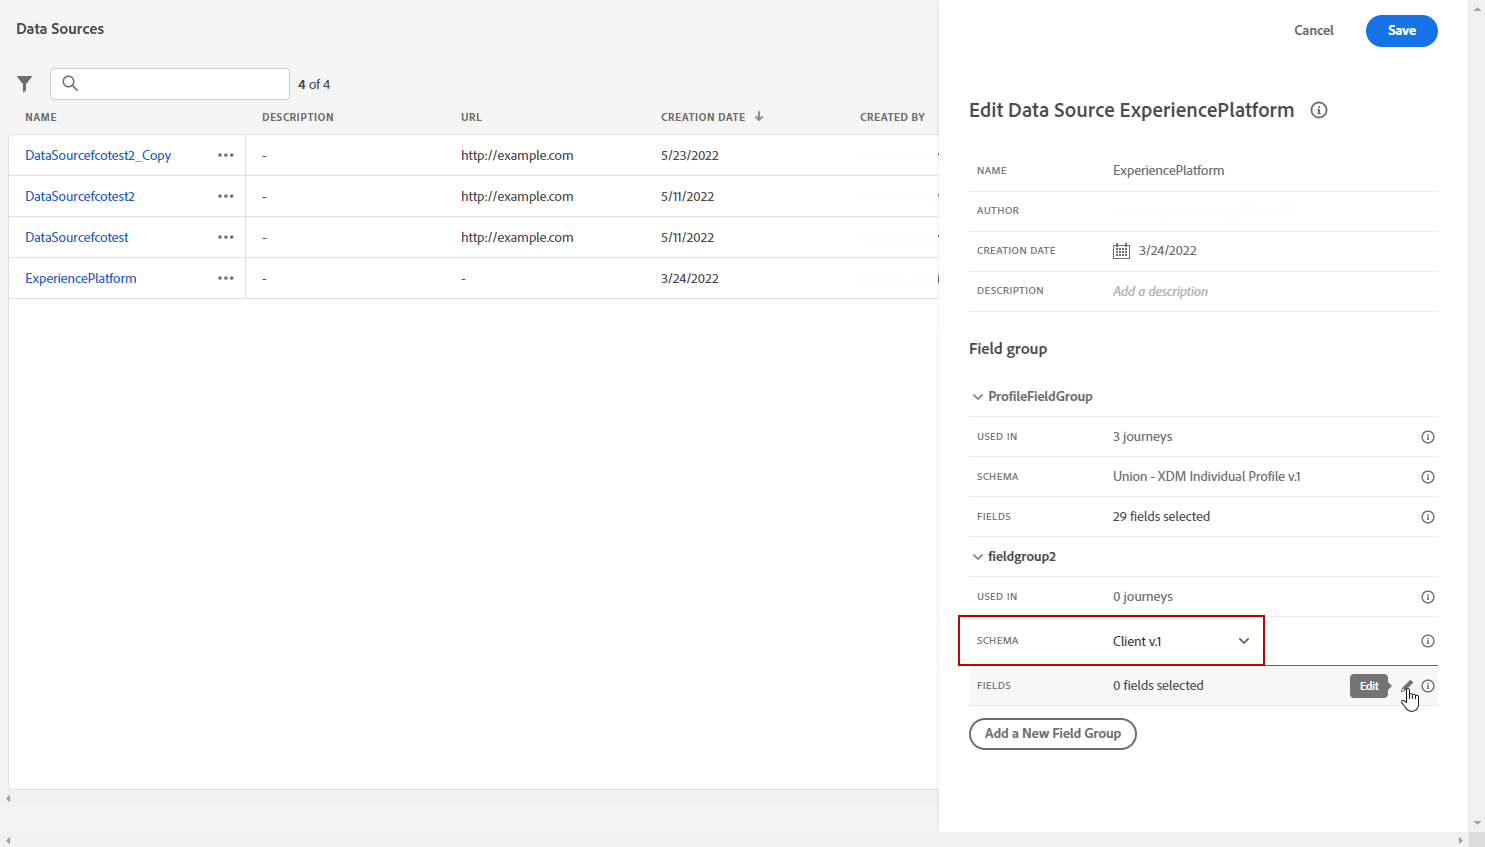 Data Sources
4 of 4
NAME DESCRIPTION URL CREATION DATE CREATED BY
DataSourcefcotest2_Copy ••• - http://example.com 5/23/2022
DataSourcefcotest2 ••• - http://example.com 5/11/2022
DataSourcefcotest ••• - http://example.com 5/11/2022
ExperiencePlatform ••• - - 3/24/2022
Cancel Save
Edit Data Source ExperiencePlatform
NAME ExperiencePlatform
AUTHOR
CREATION DATE 3/24/2022
DESCRIPTION Add a description
Field group
ProfileFieldGroup
USED IN 3 journeys
SCHEMA Union - XDM Individual Profile v.1
FIELDS 29 fields selected
fieldgroup2
USED IN 0 journeys
SCHEMA Client v.1
FIELDS 0 fields selected Edit
Add a New Field Group